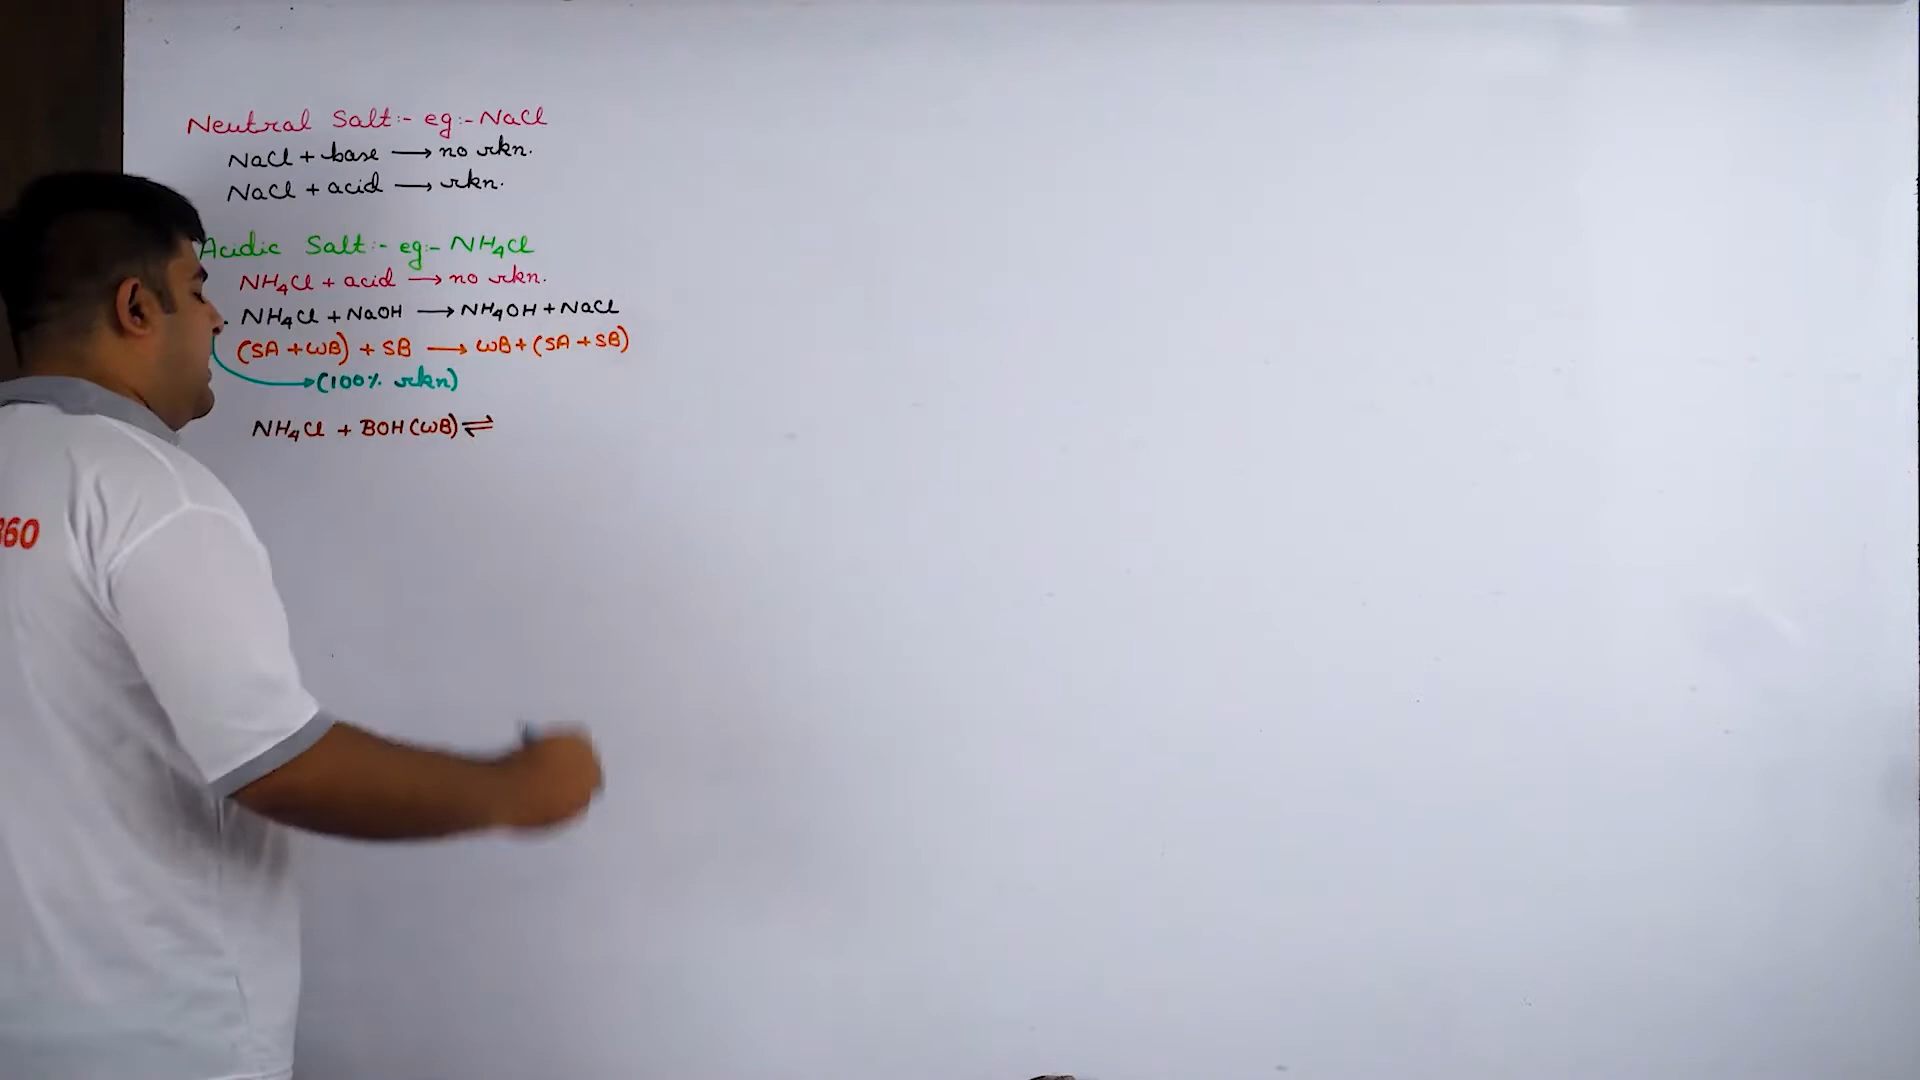 Neutral Salt:- eg:- NaCl
NaCl + base ⟶ no rkn.
NaCl + acid ⟶ rkn.
Acidic Salt:- eg:- NH₄Cl
NH₄Cl + acid ⟶ no rkn.
. NH₄Cl + NaOH ⟶ NH₄OH + NaCl
(SA + WB) + SB ⟶ WB + (SA + SB)
(100% rkn)
NH₄Cl + BOH (WB) ⇌
360